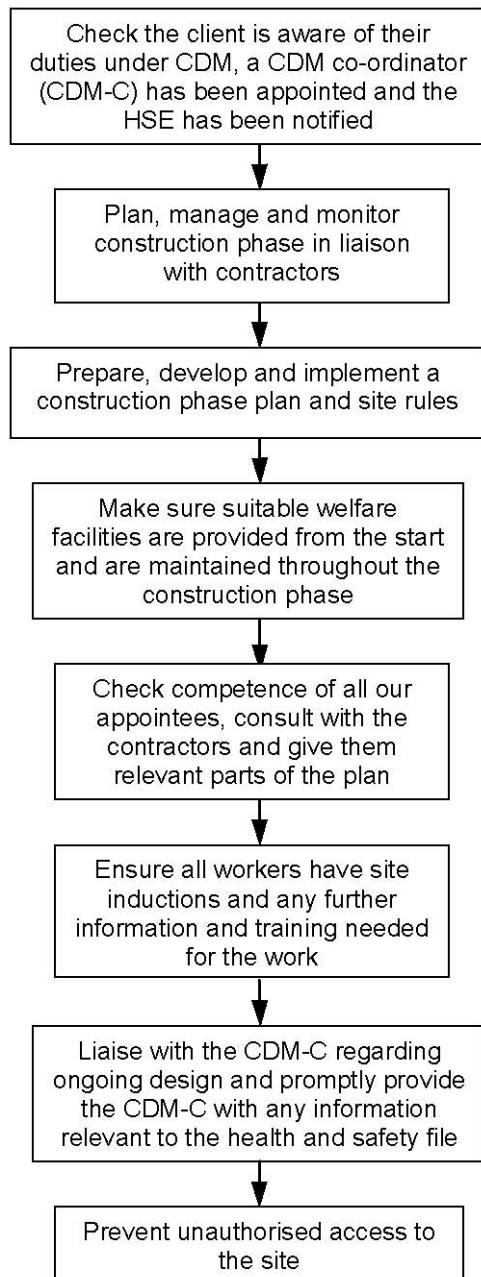 Check the client is aware of their
duties under CDM, a CDM co-ordinator
(CDM-C) has been appointed and the
HSE has been notified
Plan, manage and monitor
construction phase in liaison
with contractors
Prepare, develop and implement a
construction phase plan and site rules
Make sure suitable welfare
facilities are provided from the start
and are maintained throughout the
construction phase
Check competence of all our
appointees, consult with the
contractors and give them
relevant parts of the plan
Ensure all workers have site
inductions and any further
information and training needed
for the work
Liaise with the CDM-C regarding
ongoing design and promptly provide
the CDM-C with any information
relevant to the health and safety file
Prevent unauthorised access to
the site